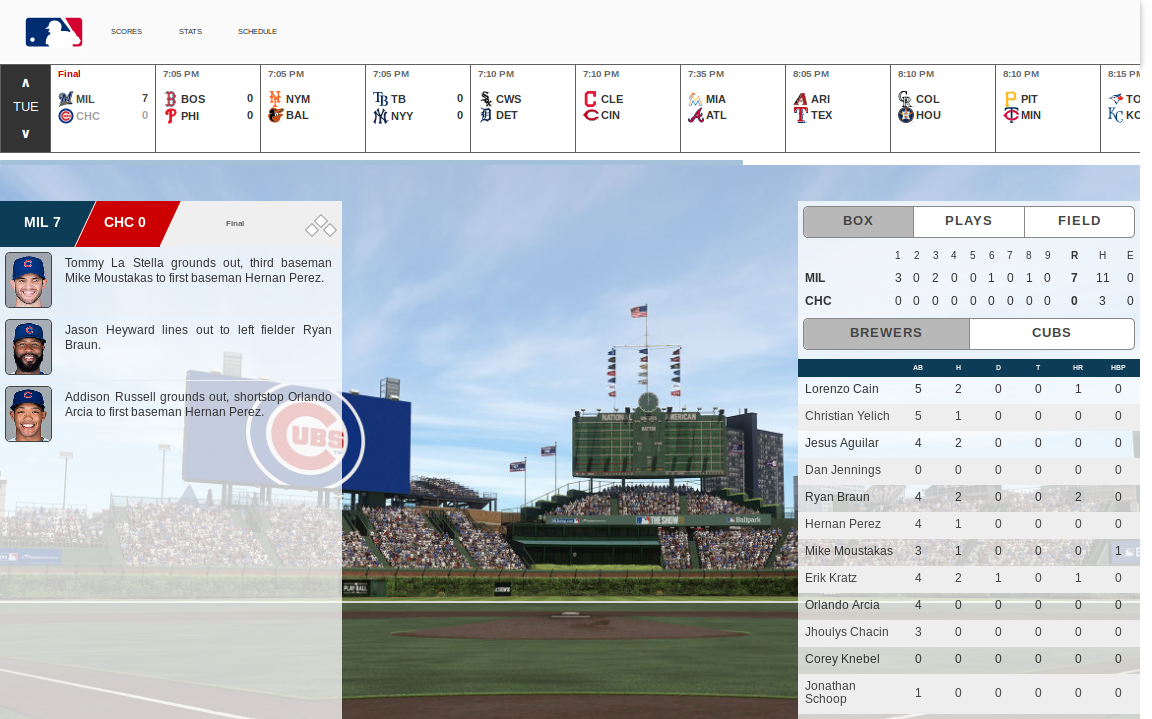 SCORES STATS SCHEDULE
∧
TUE
∨
Final
MIL 7
CHC 0
7:05 PM
BOS 0
PHI 0
7:05 PM
NYM
BAL
7:05 PM
TB 0
NYY 0
7:10 PM
CWS
DET
7:10 PM
CLE
CIN
7:35 PM
MIA
ATL
8:05 PM
ARI
TEX
8:10 PM
COL
HOU
8:10 PM
PIT
MIN
8:15 PM
MIL 7 CHC 0 Final
Tommy La Stella grounds out, third baseman
Mike Moustakas to first baseman Hernan Perez.
Jason Heyward lines out to left fielder Ryan
Braun.
Addison Russell grounds out, shortstop Orlando
Arcia to first baseman Hernan Perez.
CUBS
NATIONAL AMERICAN
BATTER
THE SHOW
Ballpark
PLAY BALL
BOX PLAYS FIELD
1 2 3 4 5 6 7 8 9 R H E
MIL 3 0 2 0 0 1 0 1 0 7 11 0
CHC 0 0 0 0 0 0 0 0 0 0 3 0
BREWERS CUBS
AB H D T HR HBP
Lorenzo Cain 5 2 0 0 1 0
Christian Yelich 5 1 0 0 0 0
Jesus Aguilar 4 2 0 0 0 0
Dan Jennings 0 0 0 0 0 0
Ryan Braun 4 2 0 0 2 0
Hernan Perez 4 1 0 0 0 0
Mike Moustakas 3 1 0 0 0 1
Erik Kratz 4 2 1 0 1 0
Orlando Arcia 4 0 0 0 0 0
Jhoulys Chacin 3 0 0 0 0 0
Corey Knebel 0 0 0 0 0 0
Jonathan
Schoop 1 0 0 0 0 0